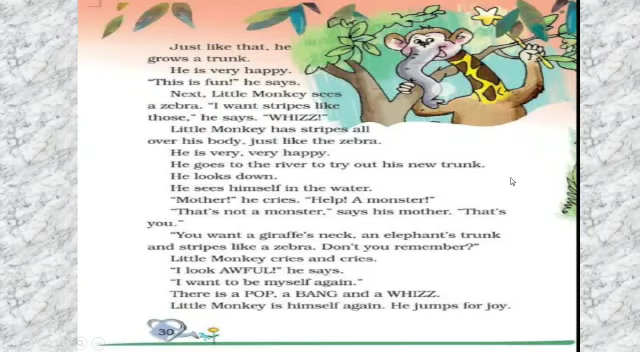 Just like that, he
grows a trunk.
He is very happy.
"This is fun!" he says.
Next, Little Monkey sees
a zebra. "I want stripes like
those," he says. "WHIZZ!"
Little Monkey has stripes all
over his body, just like the zebra.
He is very, very happy.
He goes to the river to try out his new trunk.
He looks down.
He sees himself in the water.
"Mother!" he cries. "Help! A monster!"
"That's not a monster," says his mother. "That's
you."
"You want a giraffe's neck, an elephant's trunk
and stripes like a zebra. Don't you remember?"
Little Monkey cries and cries.
"I look AWFUL!" he says.
"I want to be myself again."
There is a POP, a BANG and a WHIZZ.
Little Monkey is himself again. He jumps for joy.
30